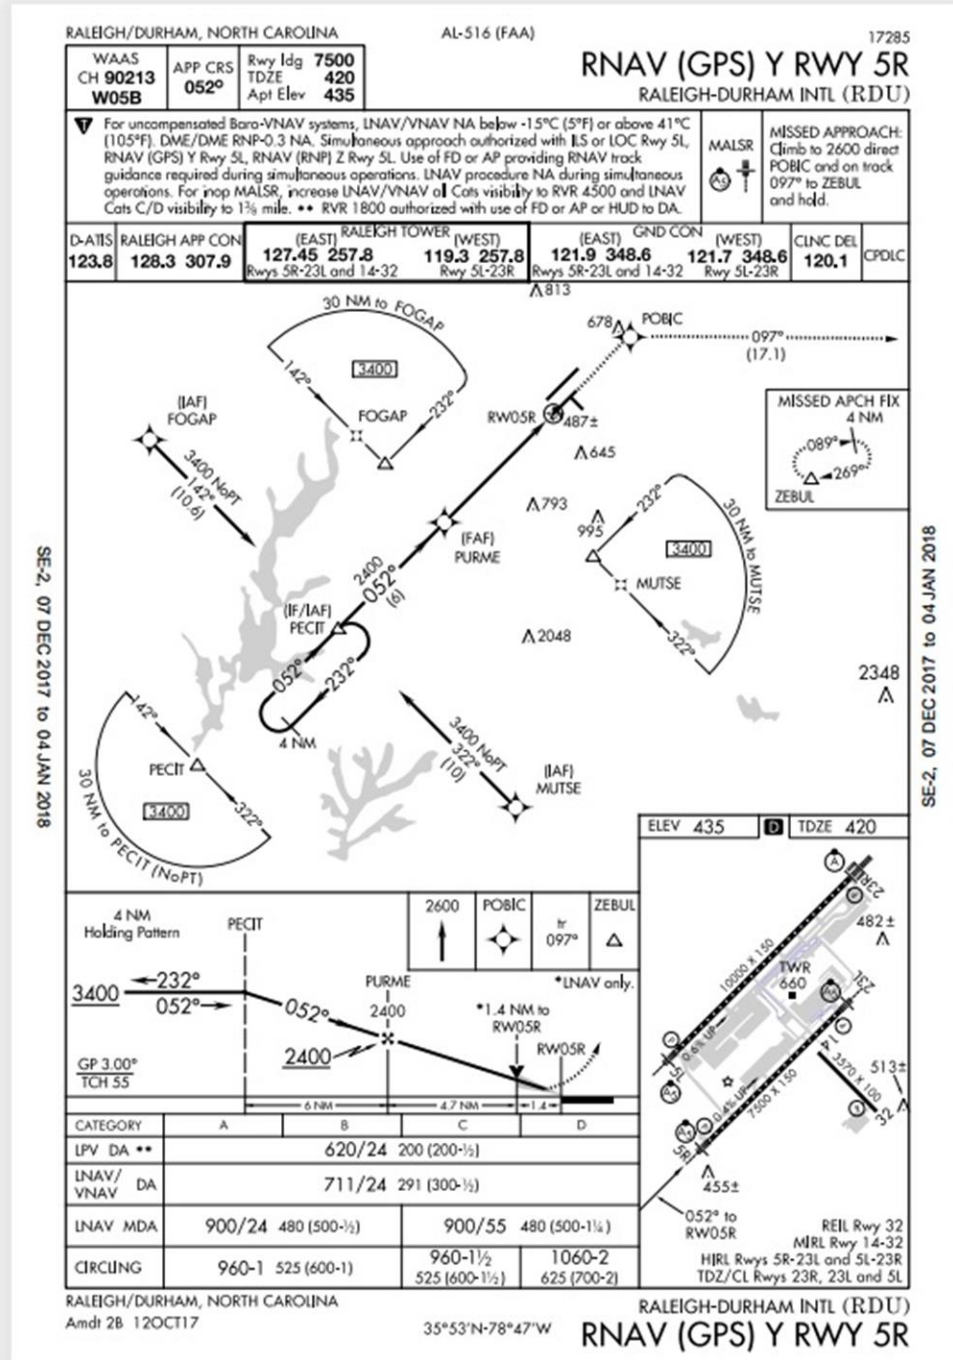 RALEIGH/DURHAM, NORTH CAROLINA
AL-516 (FAA)
17285
RNAV (GPS) Y RWY 5R
RALEIGH-DURHAM INTL (RDU)
WAAS
CH 90213
W05B
APP CRS
052°
Rwy ldg 7500
TDZE 420
Apt Elev 435
T
For uncompensated Baro-VNAV systems, LNAV/VNAV NA below -15°C (5°F) or above 41°C
(105°F). DME/DME RNP-0.3 NA. Simultaneous approach authorized with ILS or LOC Rwy 5L,
RNAV (GPS) Y Rwy 5L, RNAV (RNP) Z Rwy 5L. Use of FD or AP providing RNAV track
guidance required during simultaneous operations. LNAV procedure NA during simultaneous
operations. For inop MALSR, increase LNAV/VNAV all Cats visibility to RVR 4500 and LNAV
Cats C/D visibility to 1⅜ mile. ** RVR 1800 authorized with use of FD or AP or HUD to DA.
MALSR
A5
MISSED APPROACH:
Climb to 2600 direct
POBIC and on track
097° to ZEBUL
and hold.
D-ATIS
123.8
RALEIGH APP CON
128.3 307.9
RALEIGH TOWER
(EAST) (WEST)
127.45 257.8 119.3 257.8
Rwys 5R-23L and 14-32 Rwy 5L-23R
GND CON
(EAST) (WEST)
121.9 348.6 121.7 348.6
Rwys 5R-23L and 14-32 Rwy 5L-23R
CLNC DEL
120.1
CPDLC
813
30 NM to FOGAP
3400
142°
232°
FOGAP
678
POBIC
097°
(17.1)
(IAF)
FOGAP
3400 NoPT
142°
(10.6)
RW05R
487±
645
793
995
MISSED APCH FIX
4 NM
089°
269°
ZEBUL
(FAF)
PURME
2400
052°
(6)
(IF/IAF)
PECIT
052°
232°
4 NM
232°
30 NM to MUTSE
3400
MUTSE
322°
2048
2348
3400 NoPT
322°
(10)
(IAF)
MUTSE
142°
PECIT
3400
322°
30 NM to PECIT (NoPT)
SE-2, 07 DEC 2017 to 04 JAN 2018
SE-2, 07 DEC 2017 to 04 JAN 2018
ELEV 435
D
TDZE 420
A
23R
482±
10000 X 150
TWR
660
23L
0.6% UP
5L
A5
14
3570 X 100
513±
32
0.4% UP
7500 X 150
A5
5R
455±
052° to
RW05R
REIL Rwy 32
MIRL Rwy 14-32
HIRL Rwys 5R-23L and 5L-23R
TDZ/CL Rwys 23R, 23L and 5L
4 NM
Holding Pattern
PECIT
2600
POBIC
tr
097°
ZEBUL
3400
232°
052°
052°
PURME
2400
2400
*LNAV only.
*1.4 NM to
RW05R
RW05R
GP 3.00°
TCH 55
6 NM
4.7 NM
1.4
CATEGORY A B C D
LPV DA ** 620/24 200 (200-½)
LNAV/
VNAV DA 711/24 291 (300-½)
LNAV MDA 900/24 480 (500-½) 900/55 480 (500-1¼)
CIRCLING 960-1 525 (600-1) 960-1½ 525 (600-1½) 1060-2 625 (700-2)
RALEIGH/DURHAM, NORTH CAROLINA
Amdt 2B 12OCT17
35°53'N-78°47'W
RALEIGH-DURHAM INTL (RDU)
RNAV (GPS) Y RWY 5R